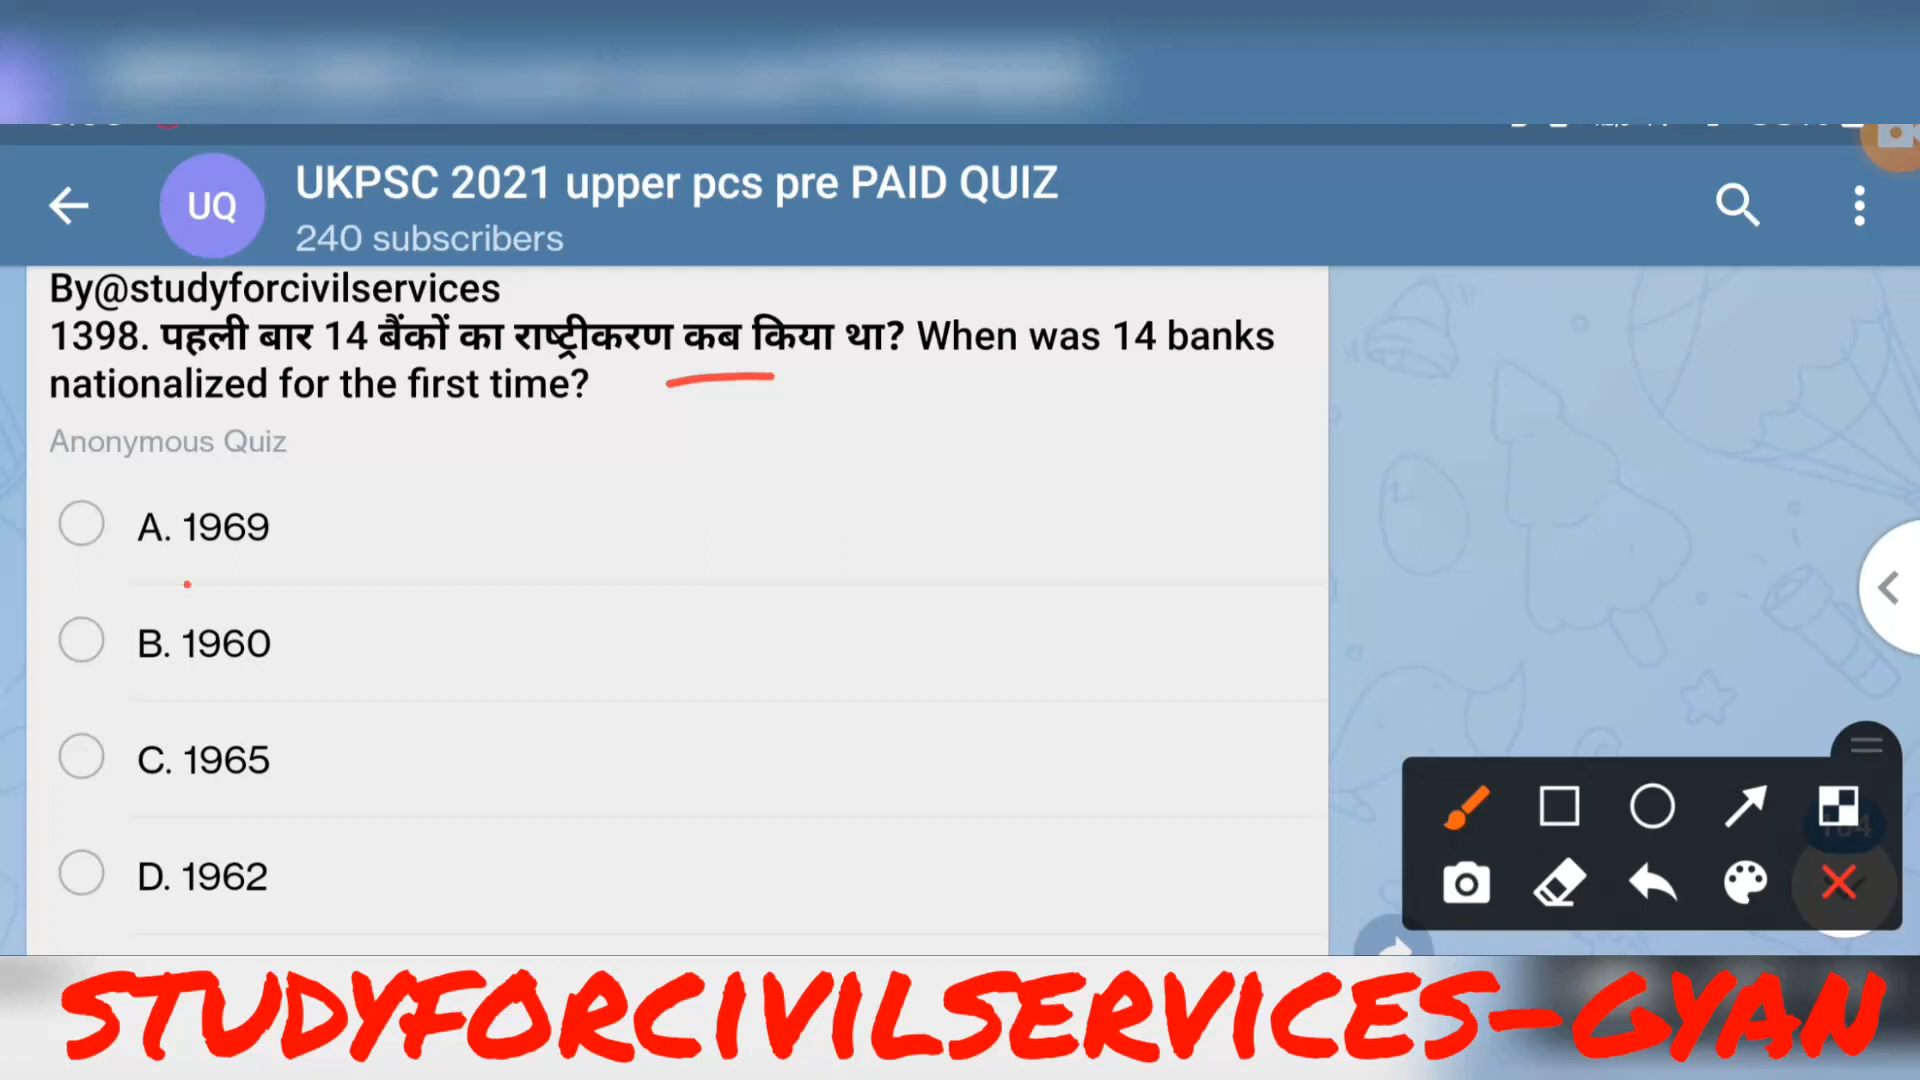 UQ
UKPSC 2021 upper pcs pre PAID QUIZ
240 subscribers
By@studyforcivilservices
1398. पहली बार 14 बैंकों का राष्ट्रीकरण कब किया था? When was 14 banks
nationalized for the first time?
Anonymous Quiz
A. 1969
B. 1960
C. 1965
D. 1962
STUDYFORCIVILSERVICES-GYAN